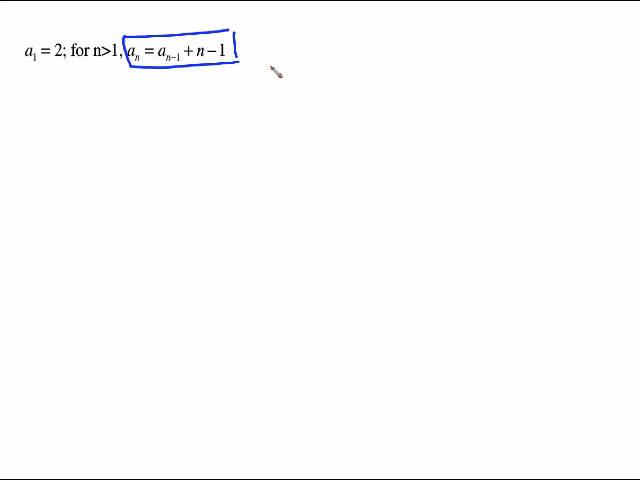 a₁ = 2; for n>1, aₙ = aₙ₋₁ + n − 1